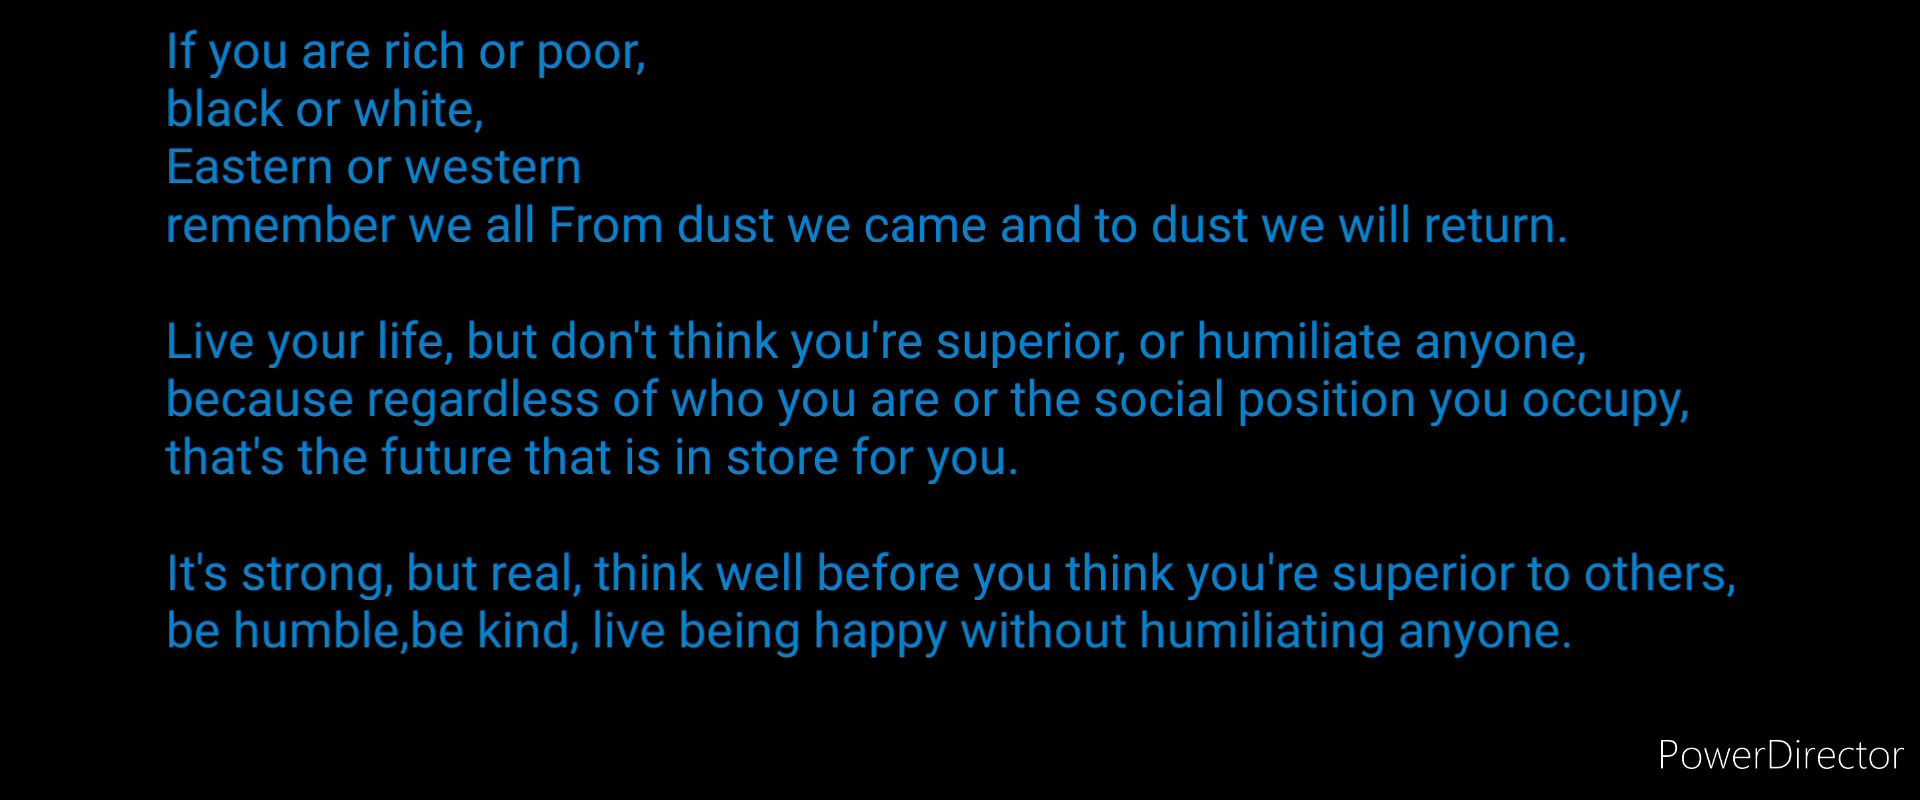 If you are rich or poor,
black or white,
Eastern or western
remember we all From dust we came and to dust we will return.
Live your life, but don't think you're superior, or humiliate anyone,
because regardless of who you are or the social position you occupy,
that's the future that is in store for you.
It's strong, but real, think well before you think you're superior to others,
be humble,be kind, live being happy without humiliating anyone.
PowerDirector